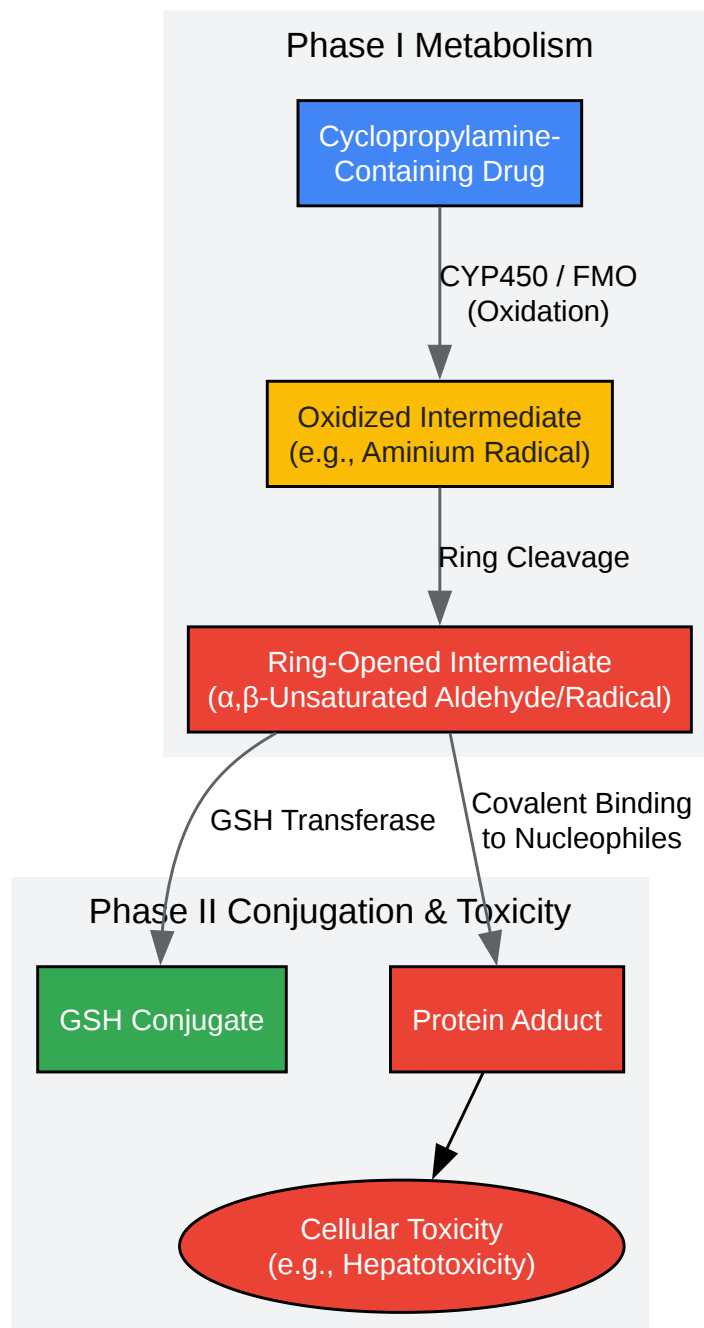 Phase I Metabolism
Cyclopropylamine-
Containing Drug
CYP450 / FMO
(Oxidation)
Oxidized Intermediate
(e.g., Aminium Radical)
Ring Cleavage
Ring-Opened Intermediate
(α,β-Unsaturated Aldehyde/Radical)
GSH Transferase
Covalent Binding
to Nucleophiles
Phase II Conjugation & Toxicity
GSH Conjugate
Protein Adduct
Cellular Toxicity
(e.g., Hepatotoxicity)